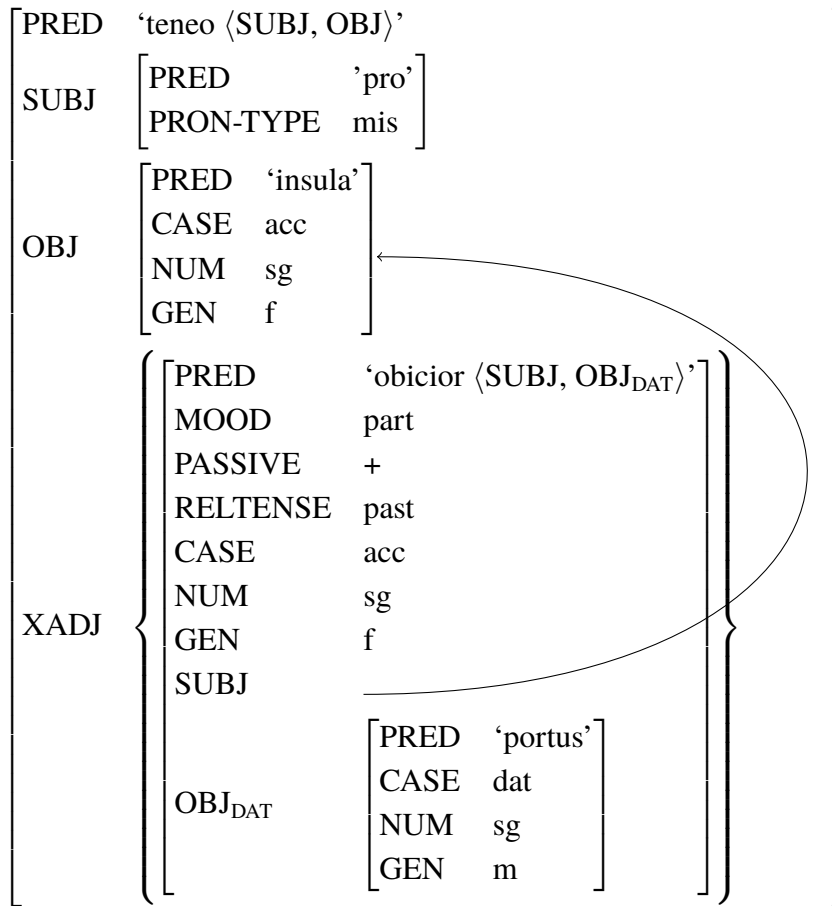 PRED ‘teneo ⟨SUBJ, OBJ⟩’
SUBJ
PRED ’pro’
PRON-TYPE mis
OBJ
PRED ‘insula’
CASE acc
NUM sg
GEN f
XADJ
PRED ‘obicior ⟨SUBJ, OBJ_DAT⟩’
MOOD part
PASSIVE +
RELTENSE past
CASE acc
NUM sg
GEN f
SUBJ
OBJ_DAT
PRED ‘portus’
CASE dat
NUM sg
GEN m